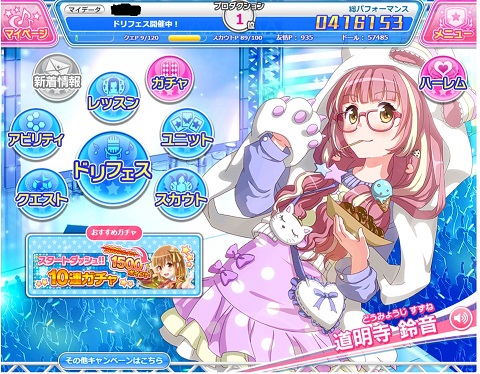 マイページ
マイデータ
ドリフェス開催中！
クエP 9/120
スカウトP 89/100
プロダクション
1
位
総パフォーマンス
0416153
友情P : 935
ドール : 57485
メニュー
新着情報
レッスン
ガチャ
ハーレム
アビリティ
ドリフェス
ユニット
クエスト
スカウト
おすすめガチャ
スタートダッシュ!!
10連ガチャ
どうみょうじ すずね
道明寺 鈴音
その他キャンペーンはこちら